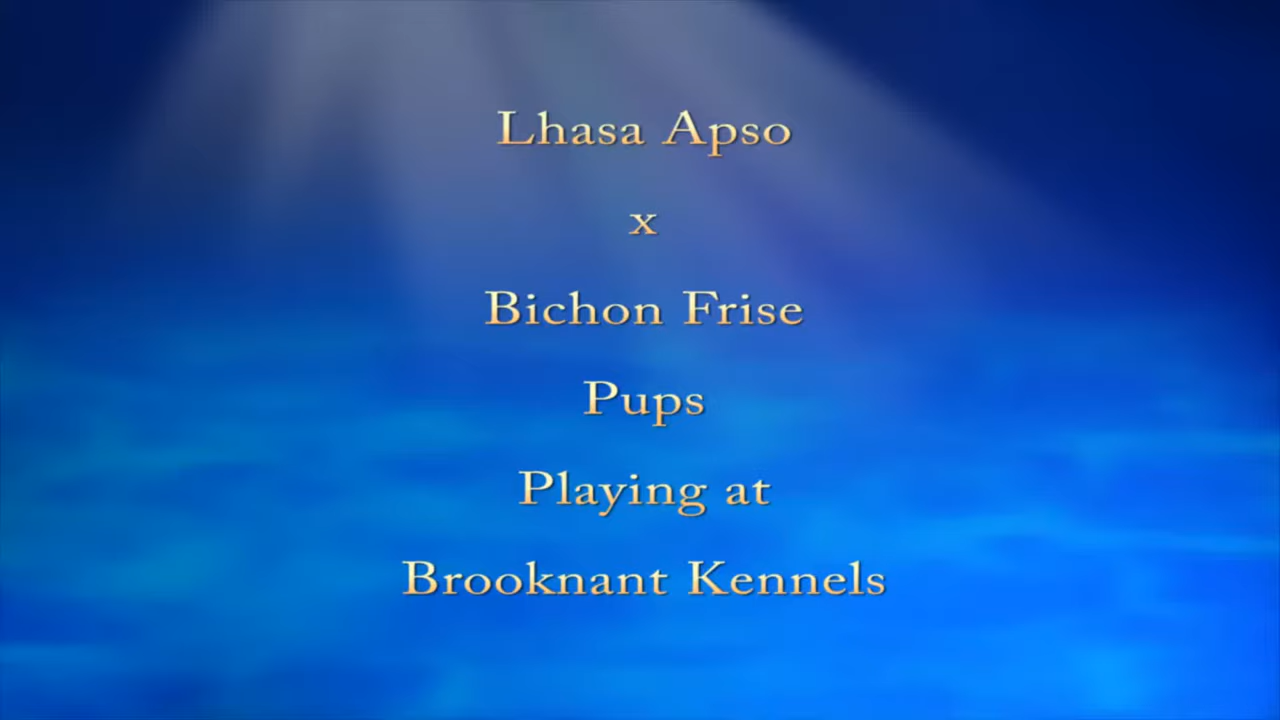 Lhasa Apso
x
Bichon Frise
Pups
Playing at
Brooknant Kennels